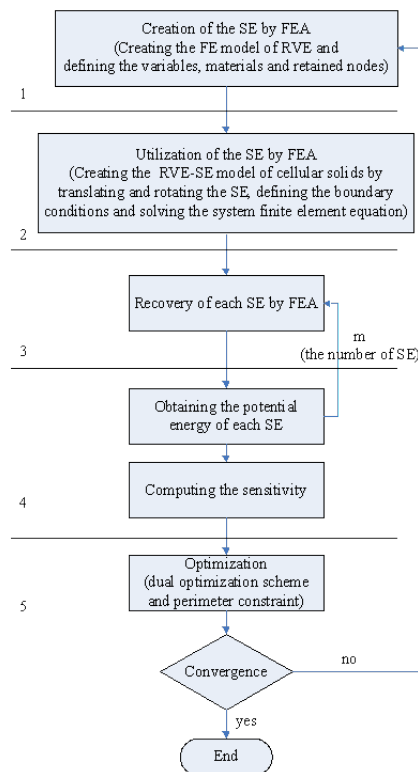 Creation of the SE by FEA
(Creating the FE model of RVE and
defining the variables, materials and retained nodes)
1
Utilization of the SE by FEA
(Creating the RVE-SE model of cellular solids by
translating and rotating the SE, defining the boundary
conditions and solving the system finite element equation)
2
Recovery of each SE by FEA
m
(the number of SE)
3
Obtaining the potential
energy of each SE
Computing the sensitivity
4
Optimization
(dual optimization scheme
and perimeter constraint)
5
Convergence
no
yes
End